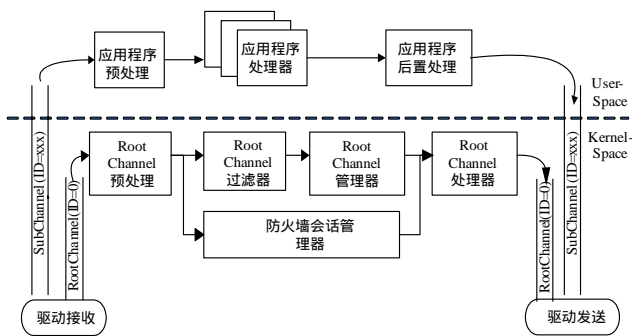 应用程序
预处理
应用程序
处理器
应用程序
后置处理
User-
Space
Kernel-
Space
SubChannel(ID=xxx)
RootChannel(ID=0)
Root
Channel
预处理
Root
Channel
过滤器
Root
Channel
管理器
Root
Channel
处理器
防火墙会话管
理器
RootChannel(ID=0)
SubChannel(ID=xxx)
驱动接收
驱动发送